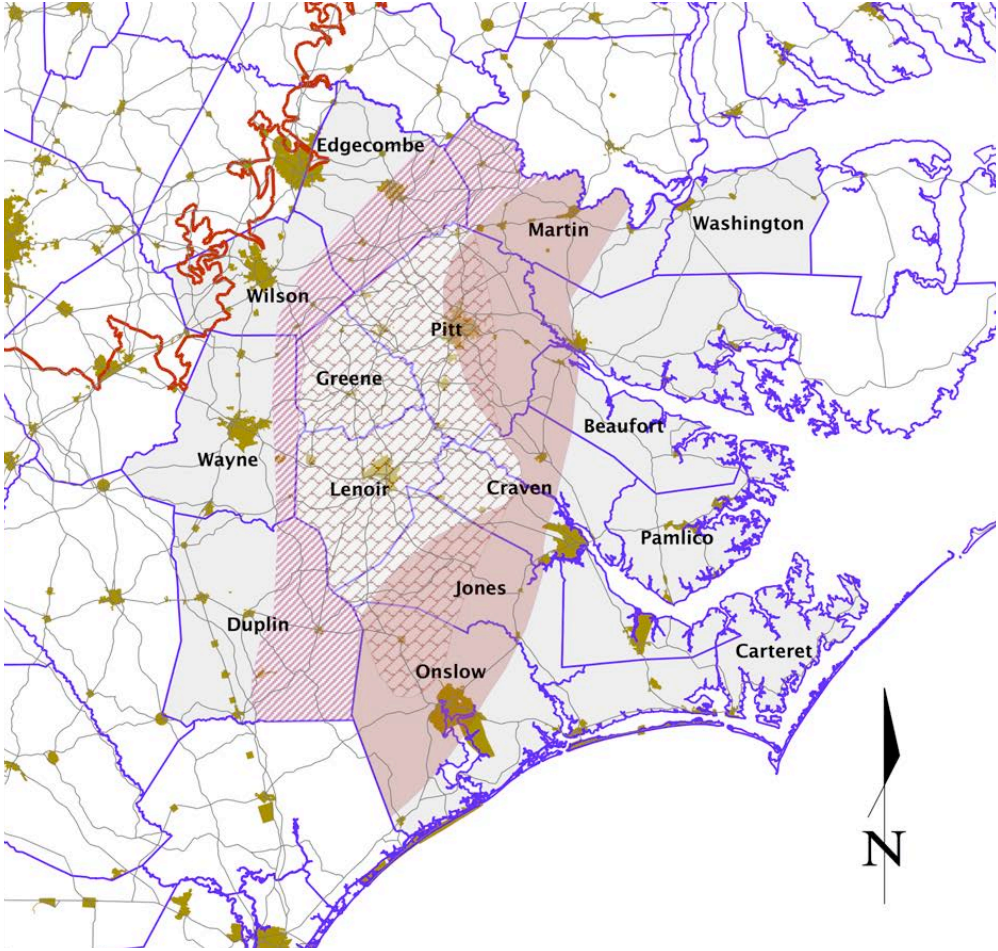 Edgecombe
Martin
Washington
Wilson
Pitt
Greene
Beaufort
Wayne
Lenoir
Craven
Pamlico
Jones
Duplin
Carteret
Onslow
N